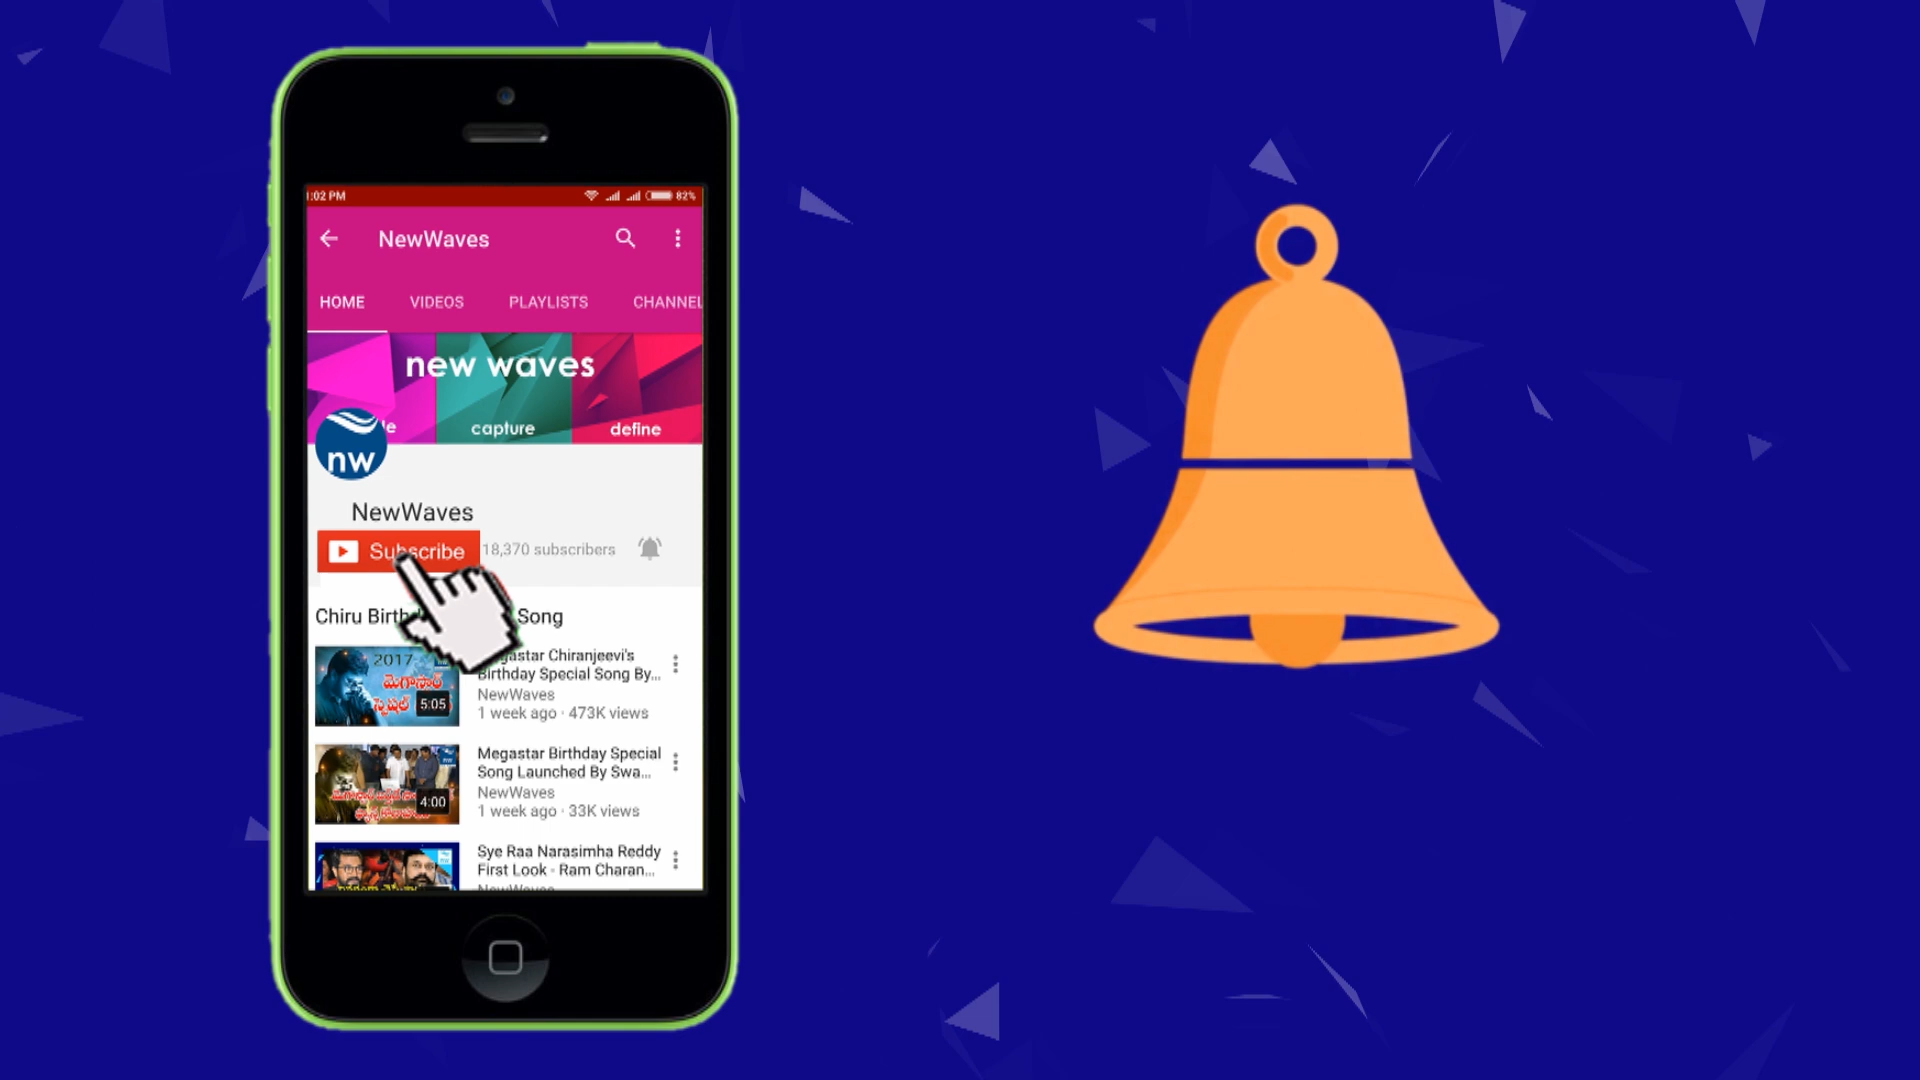 1:02 PM
82%
NewWaves
HOME VIDEOS PLAYLISTS CHANNEL
new waves
capture
define
nw
NewWaves
Subscribe
18,370 subscribers
Chiru Song
2017
మెగాస్టార్
స్పెషల్
5:05
Chiranjeevi's
Birthday Special Song By...
NewWaves
1 week ago · 473K views
4:00
Megastar Birthday Special
Song Launched By Swa...
NewWaves
1 week ago · 33K views
Sye Raa Narasimha Reddy
First Look - Ram Charan...
NewWaves